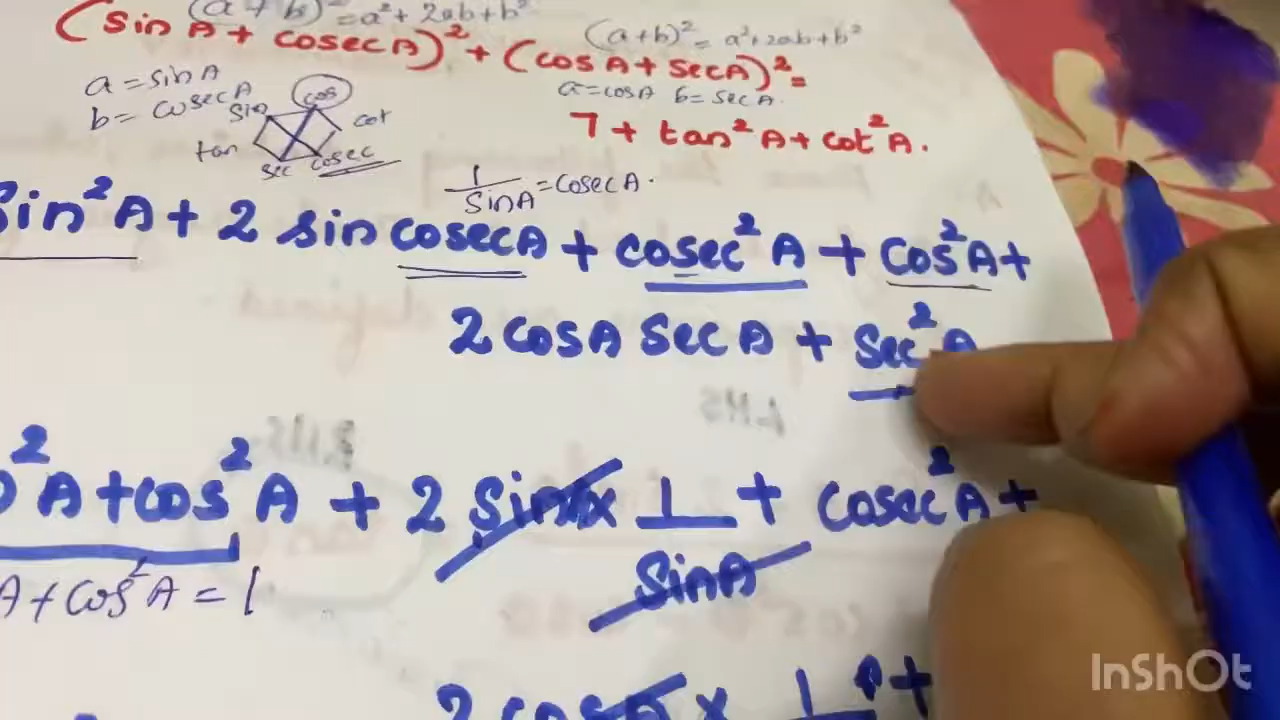 (a + b)² = a² + 2ab + b²
(sin A + cosec A)² + (cos A + sec A)² =
(a+b)² = a²+2ab+b²
a = sin A
b = cosec A
a = cos A b = sec A.
7 + tan² A + cot² A.
sin cos
tan cot
sec cosec
1/sin A = cosec A.
sin² A + 2 sin cosec A + cosec² A + cos² A +
2 cos A sec A + sec² A
² A + cos² A + 2 sin A × 1/sin A + cosec² A +
A + cos² A = 1
2 cos A × 1 +
InShOt